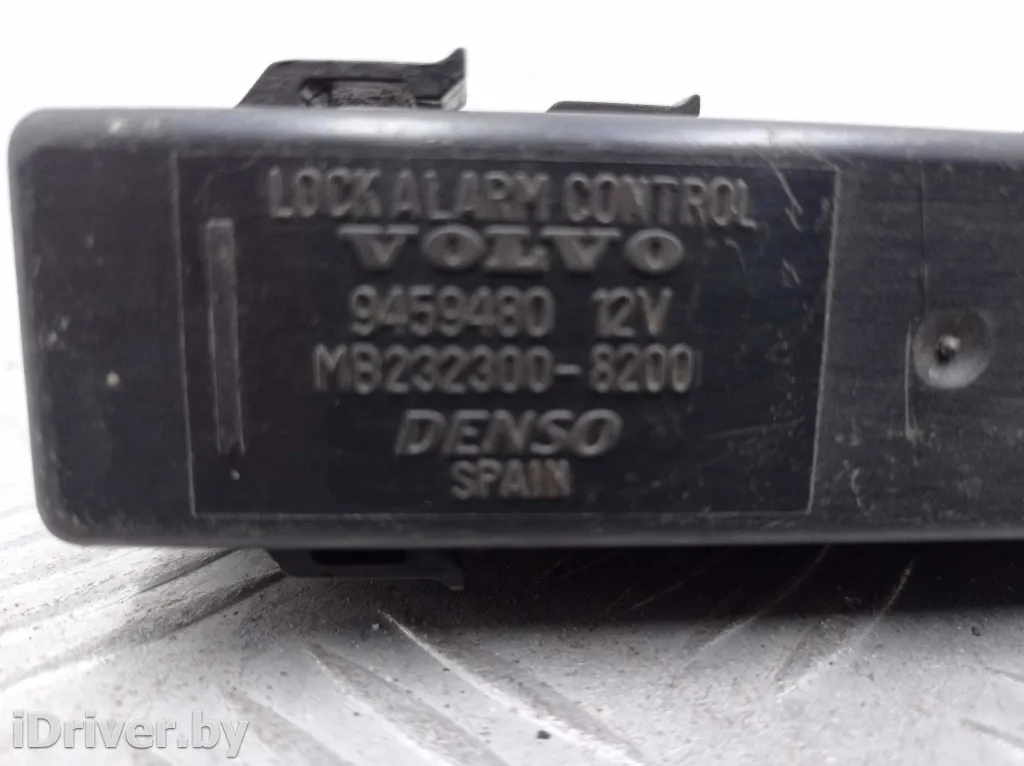 LOCK ALARM CONTROL
VOLVO
9459480 12V
MB232300-8200
DENSO
SPAIN
iDriver.by